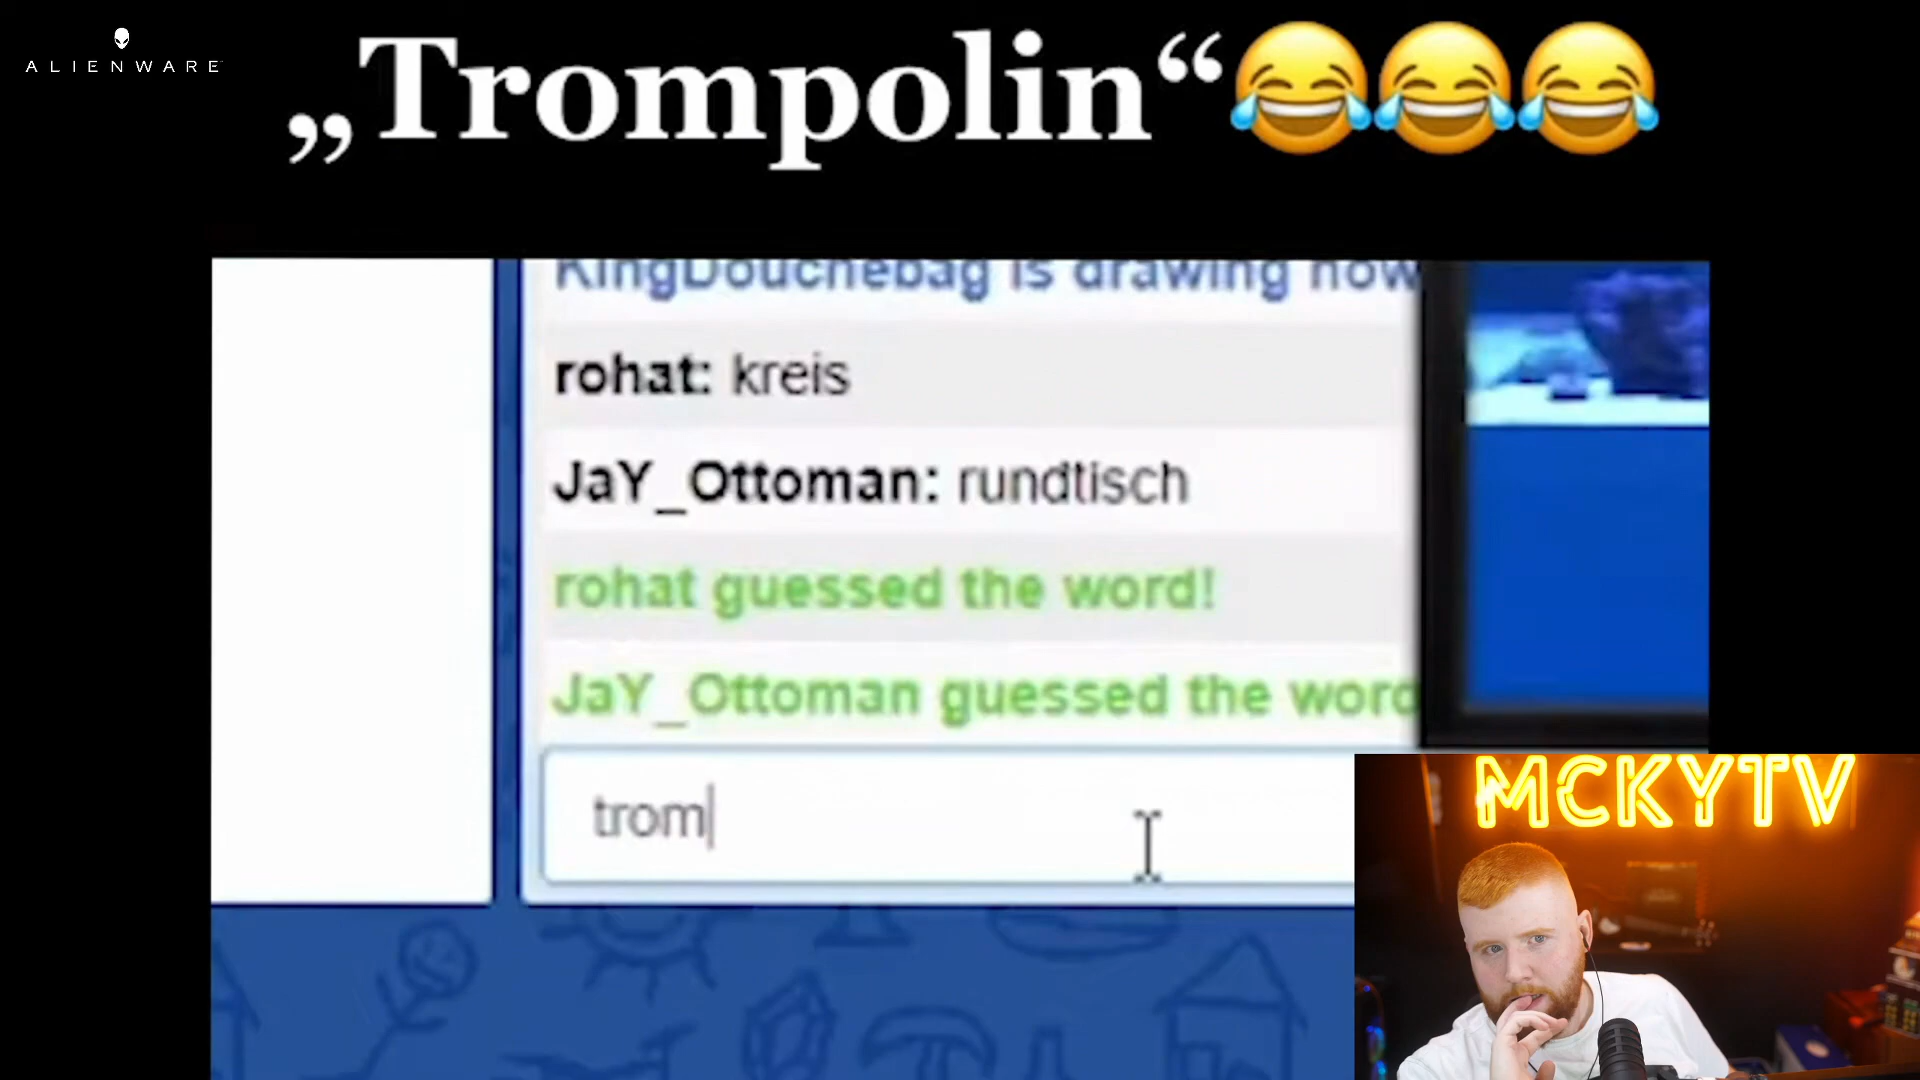 ALIENWARE
„Trompolin“😂😂😂
KingDouchebag is drawing now
rohat: kreis
JaY_Ottoman: rundtisch
rohat guessed the word!
JaY_Ottoman guessed the word
trom
MCKYTV